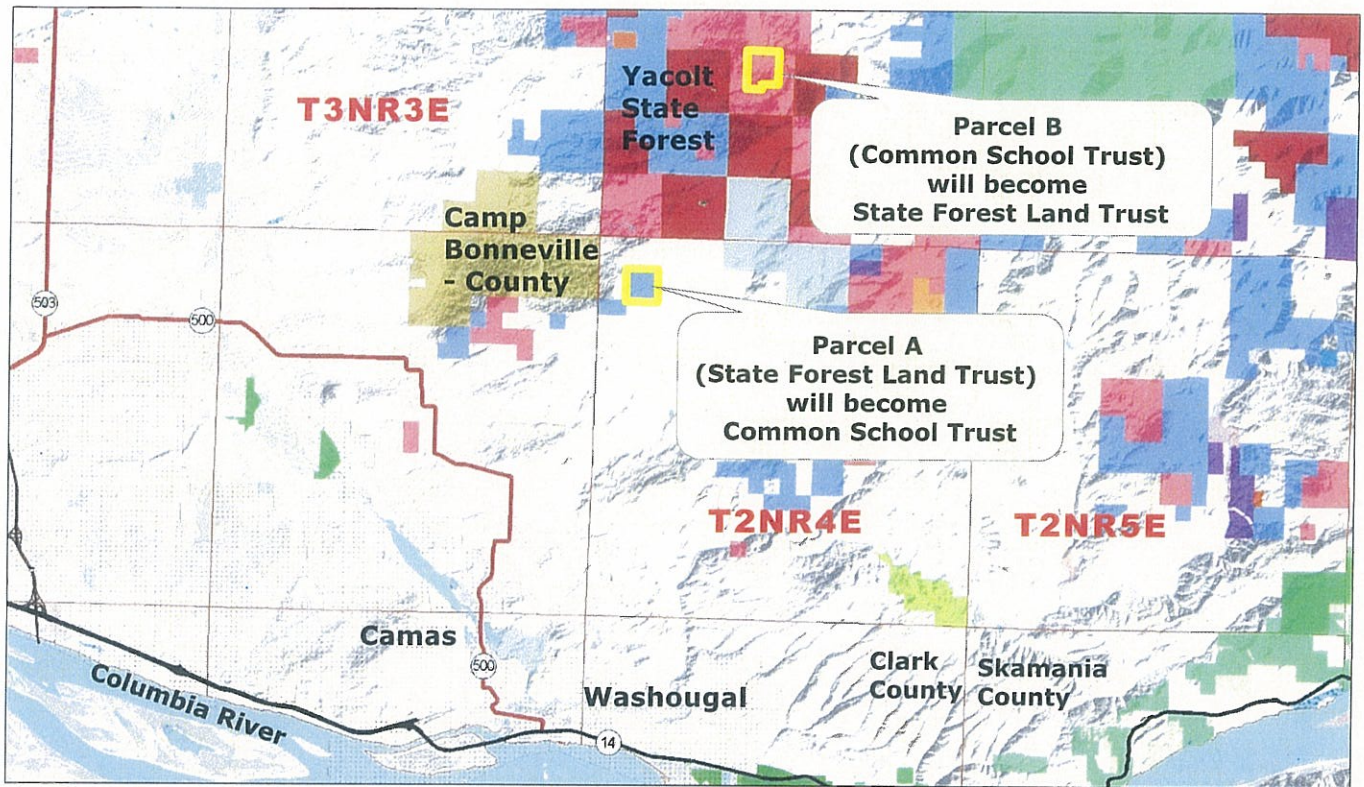 Yacolt
State
Forest
T3NR3E
Parcel B
(Common School Trust)
will become
State Forest Land Trust
Camp
Bonneville
- County
503
500
Parcel A
(State Forest Land Trust)
will become
Common School Trust
T2NR4E
T2NR5E
Camas
500
Clark
County
Skamania
County
Columbia River
Washougal
14